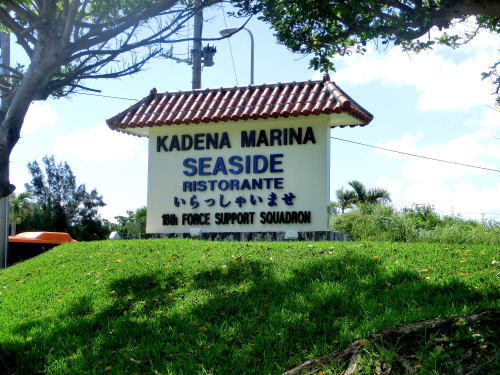 KADENA MARINA
SEASIDE
RISTORANTE
いらっしゃいませ
18th FORCE SUPPORT SQUADRON